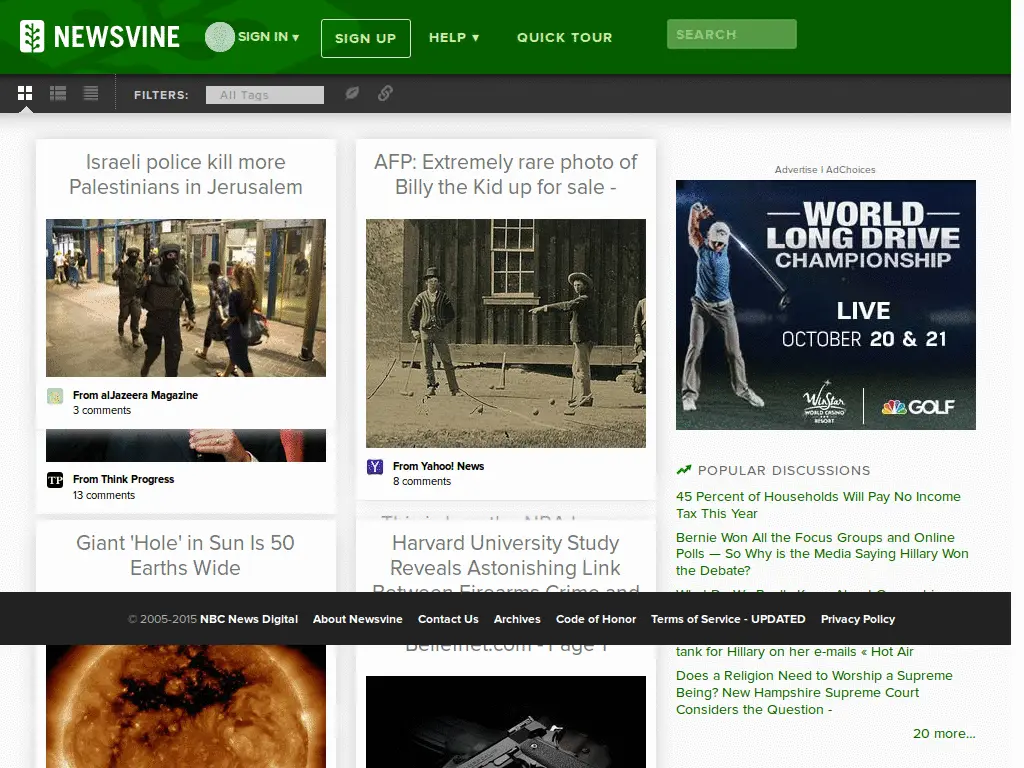 NEWSVINE
SIGN IN ▾
SIGN UP
HELP ▾
QUICK TOUR
SEARCH
FILTERS:
All Tags
Israeli police kill more
Palestinians in Jerusalem
From alJazeera Magazine
3 comments
TP
From Think Progress
13 comments
Giant 'Hole' in Sun Is 50
Earths Wide
AFP: Extremely rare photo of
Billy the Kid up for sale -
Y
From Yahoo! News
8 comments
Harvard University Study
Reveals Astonishing Link
Between Firearms Crime and
Beliefnet.com - Page 1
Advertise | AdChoices
WORLD
LONG DRIVE
CHAMPIONSHIP
LIVE
OCTOBER 20 & 21
WinStar
WORLD CASINO
RESORT
GOLF
POPULAR DISCUSSIONS
45 Percent of Households Will Pay No Income
Tax This Year
Bernie Won All the Focus Groups and Online
Polls — So Why is the Media Saying Hillary Won
the Debate?
tank for Hillary on her e-mails « Hot Air
Does a Religion Need to Worship a Supreme
Being? New Hampshire Supreme Court
Considers the Question -
20 more...
© 2005-2015 NBC News Digital About Newsvine Contact Us Archives Code of Honor Terms of Service - UPDATED Privacy Policy